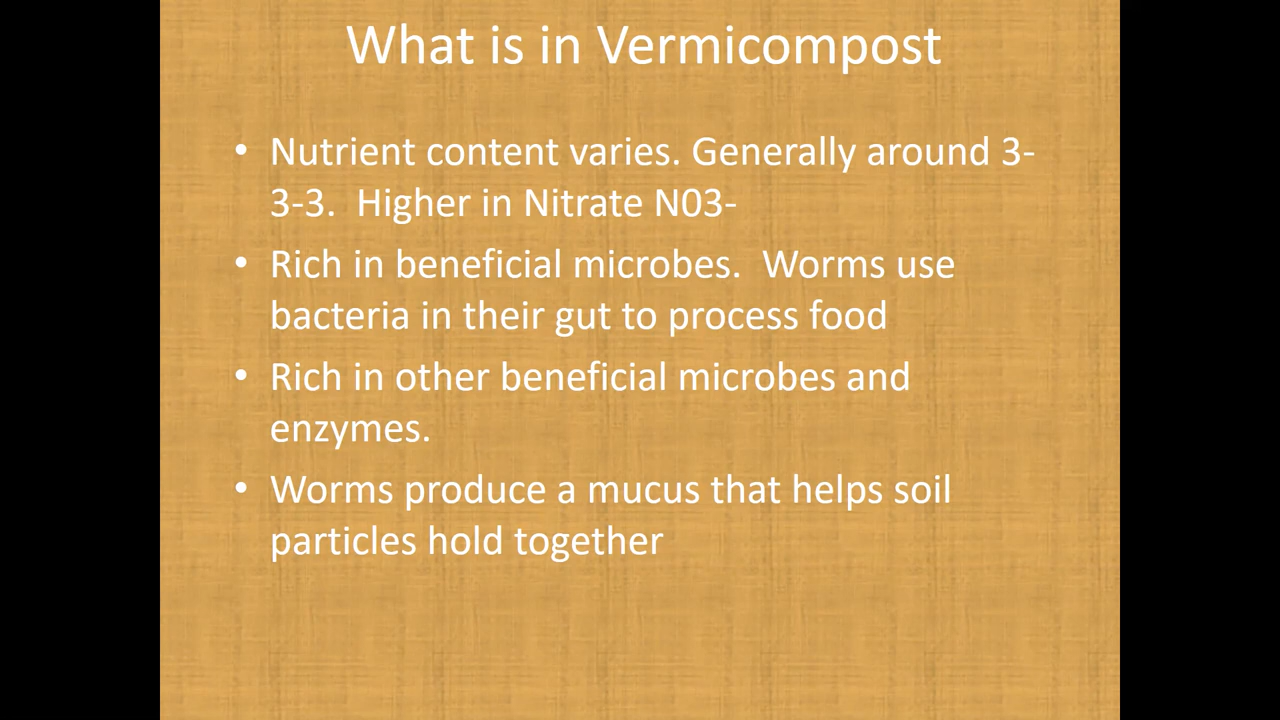 What is in Vermicompost
• Nutrient content varies. Generally around 3-
3-3.  Higher in Nitrate N03-
• Rich in beneficial microbes.  Worms use
bacteria in their gut to process food
• Rich in other beneficial microbes and
enzymes.
• Worms produce a mucus that helps soil
particles hold together